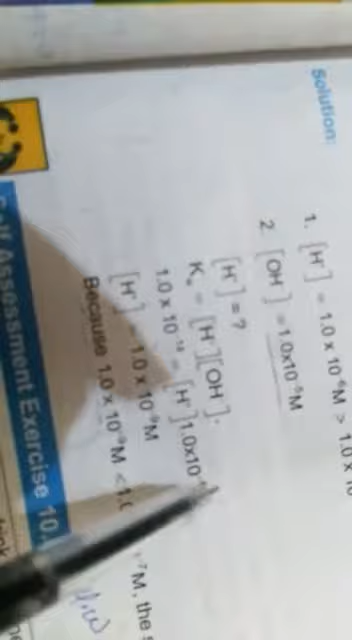 Solution:
1. [H⁺] = 1.0 x 10⁻⁶M > 1.0 x 10
2. [OH⁻] = 1.0x10⁻⁵M
[H⁺] = ?
Kw = [H⁺][OH⁻].
1.0 x 10⁻¹⁴ = [H⁺]1.0x10⁻
[H⁺] = 1.0 x 10⁻⁹M
Because 1.0 x 10⁻⁹M < 1.0
⁻⁷M, the
Self Assessment Exercise 10.